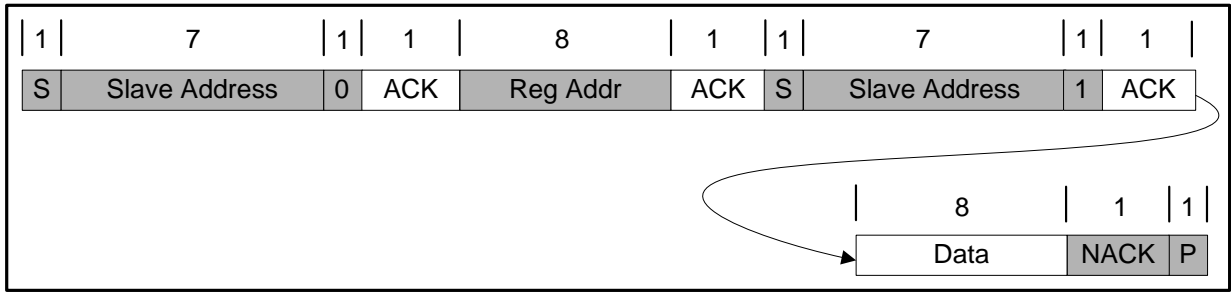 1 7 1 1 8 1 1 7 1 1
S Slave Address 0 ACK Reg Addr ACK S Slave Address 1 ACK
8 1 1
Data NACK P